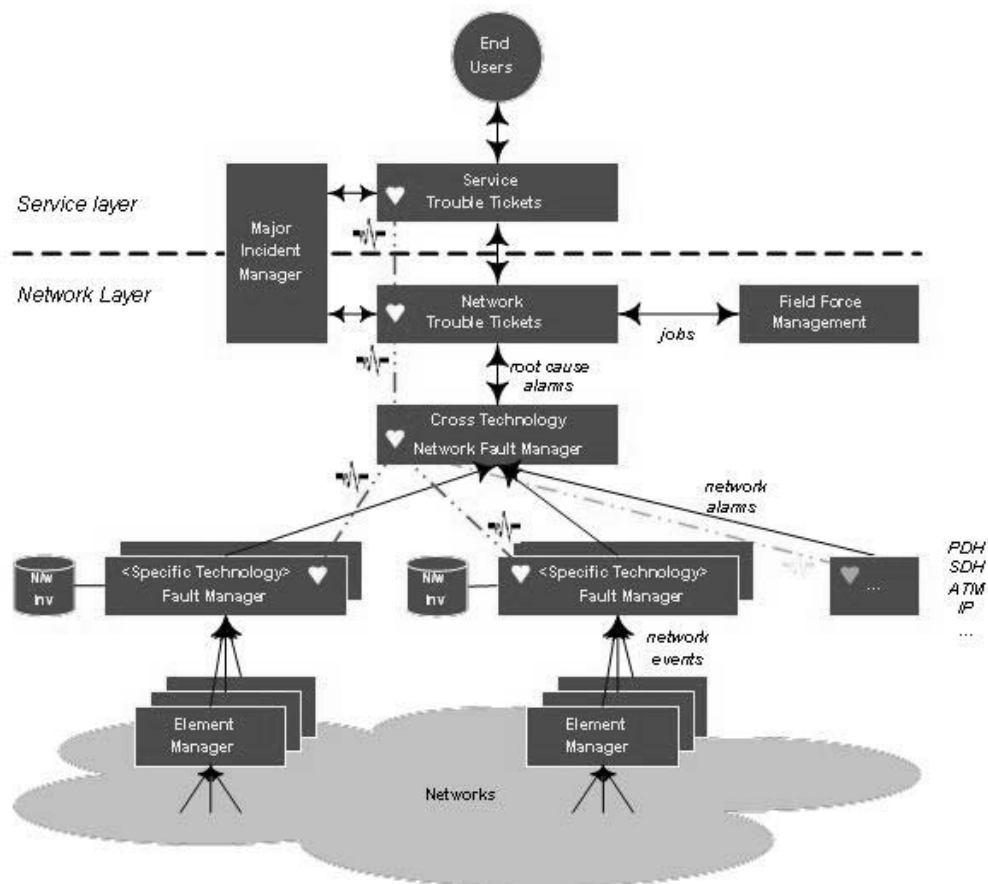 End
Users
Service
Trouble Tickets
Service layer
Major
Incident
Manager
Network Layer
Network
Trouble Tickets
Field Force
Management
jobs
root cause
alarms
Cross Technology
Network Fault Manager
network
alarms
N/w
Inv
<Specific Technology>
Fault Manager
N/w
Inv
<Specific Technology>
Fault Manager
...
PDH
SDH
ATM
IP
...
network
events
Element
Manager
Element
Manager
Networks